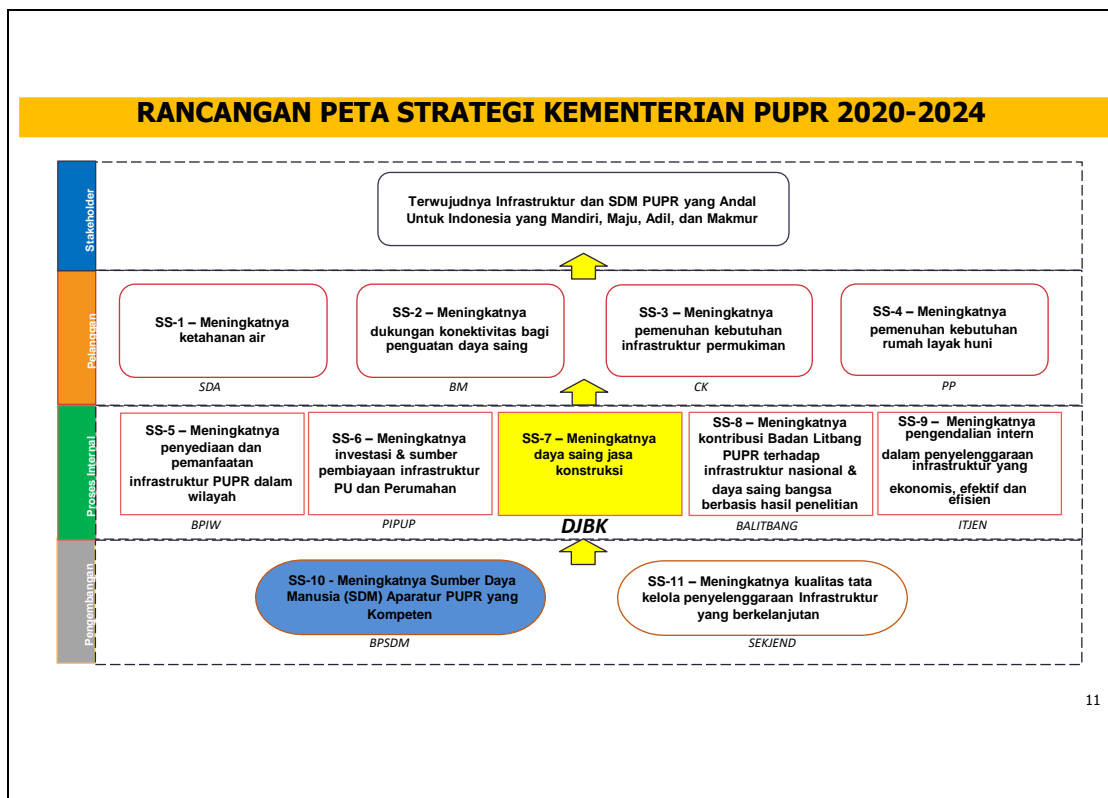 RANCANGAN PETA STRATEGI KEMENTERIAN PUPR 2020-2024
Stakeholder
Terwujudnya Infrastruktur dan SDM PUPR yang Andal
Untuk Indonesia yang Mandiri, Maju, Adil, dan Makmur
Pelanggan
SS-1 – Meningkatnya
ketahanan air
SDA
SS-2 – Meningkatnya
dukungan konektivitas bagi
penguatan daya saing
BM
SS-3 – Meningkatnya
pemenuhan kebutuhan
infrastruktur permukiman
CK
SS-4 – Meningkatnya
pemenuhan kebutuhan
rumah layak huni
PP
Proses Internal
SS-5 – Meningkatnya
penyediaan dan
pemanfaatan
infrastruktur PUPR dalam
wilayah
BPIW
SS-6 – Meningkatnya
investasi & sumber
pembiayaan infrastruktur
PU dan Perumahan
PIPUP
SS-7 – Meningkatnya
daya saing jasa
konstruksi
DJBK
SS-8 – Meningkatnya
kontribusi Badan Litbang
PUPR terhadap
infrastruktur nasional &
daya saing bangsa
berbasis hasil penelitian
BALITBANG
SS-9 – Meningkatnya
pengendalian intern
dalam penyelenggaraan
infrastruktur yang
ekonomis, efektif dan
efisien
ITJEN
Pengembangan
SS-10 - Meningkatnya Sumber Daya
Manusia (SDM) Aparatur PUPR yang
Kompeten
BPSDM
SS-11 – Meningkatnya kualitas tata
kelola penyelenggaraan Infrastruktur
yang berkelanjutan
SEKJEND
11